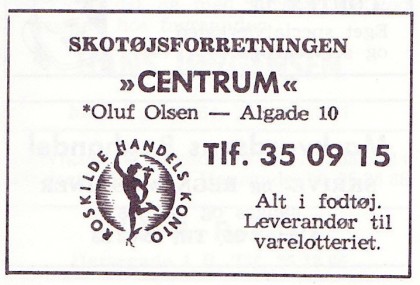 SKOTØJSFORRETNINGEN
»CENTRUM«
*Oluf Olsen — Algade 10
ROSKILDE HANDELS KONTO
Tlf. 35 09 15
Alt i fodtøj.
Leverandør til
varelotteriet.